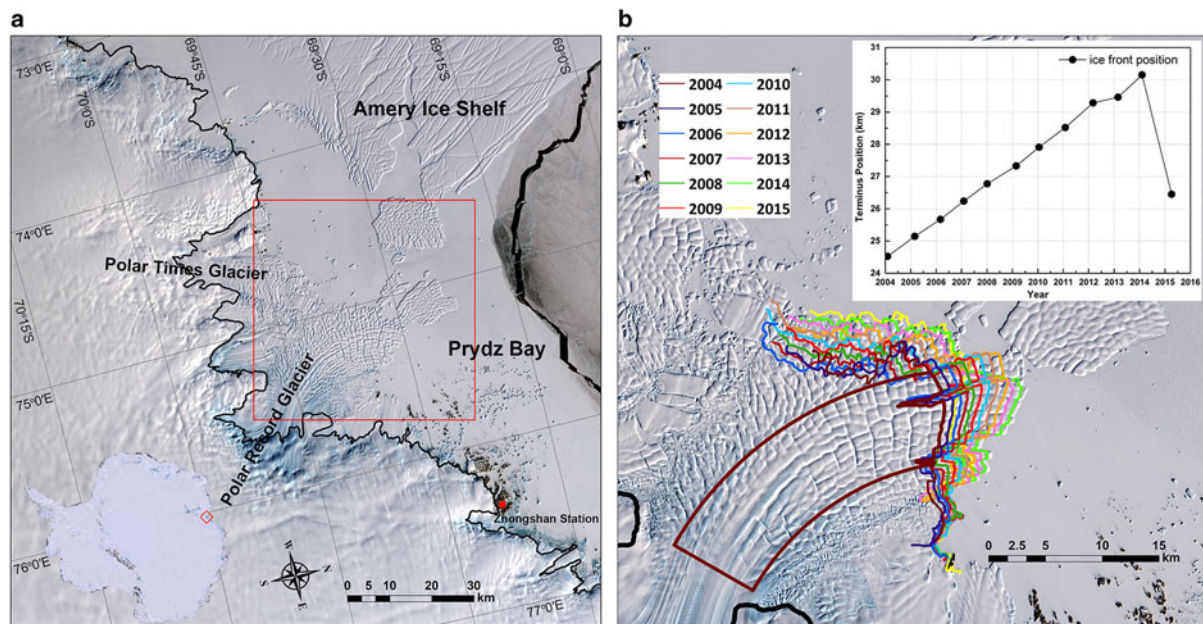 a
73°0'E
70°0'S
69°45'S
69°30'S
69°15'S
69°0'S
Amery Ice Shelf
74°0'E
Polar Times Glacier
70°15'S
Prydz Bay
75°0'E
Polar Record Glacier
Zhongshan Station
76°0'E
N
W
S
E
0 5 10 20 30
km
77°0'E
b
2004 2010
2005 2011
2006 2012
2007 2013
2008 2014
2009 2015
ice front position
Terminus Position (km)
31
30
29
28
27
26
25
24
2004 2005 2006 2007 2008 2009 2010 2011 2012 2013 2014 2015 2016
Year
0 2.5 5 10 15
km